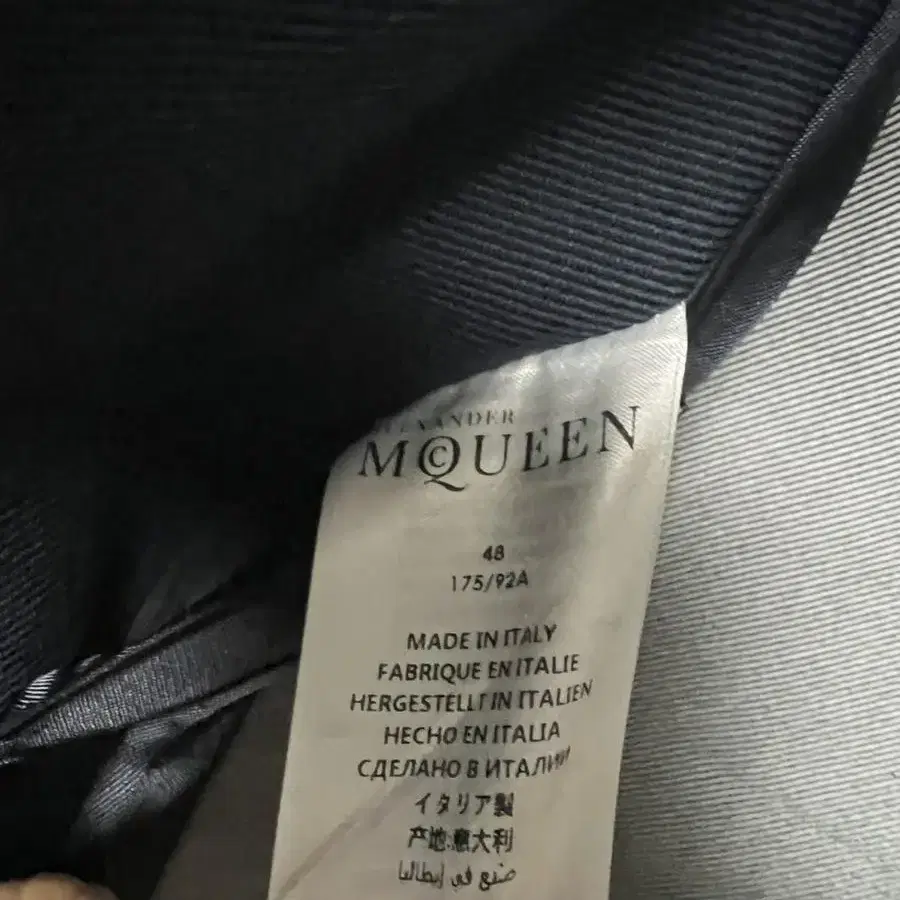 ALEXANDER
MCQUEEN
48
175/92A
MADE IN ITALY
FABRIQUE EN ITALIE
HERGESTELLT IN ITALIEN
HECHO EN ITALIA
СДЕЛАНО В ИТАЛИИ
イタリア製
产地:意大利
صنع في إيطاليا